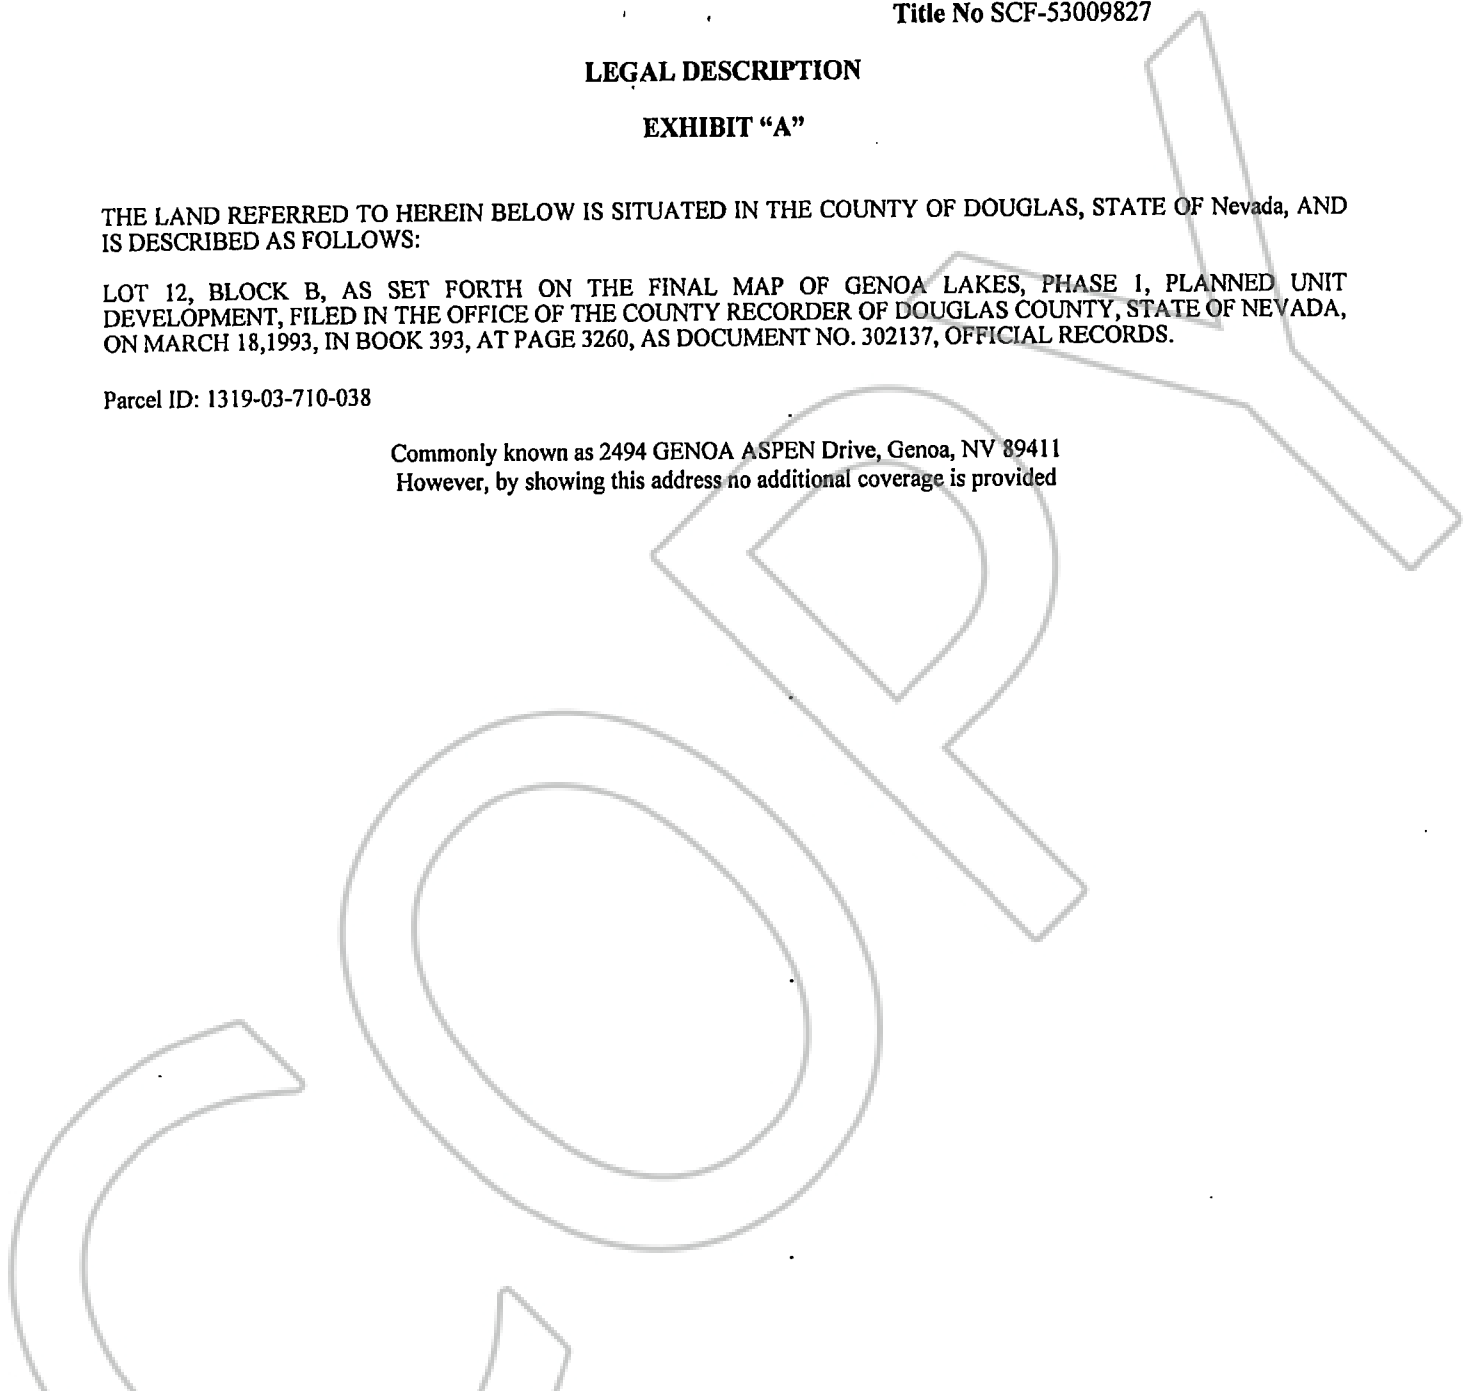 Title No SCF-53009827
LEGAL DESCRIPTION
EXHIBIT “A”
THE LAND REFERRED TO HEREIN BELOW IS SITUATED IN THE COUNTY OF DOUGLAS, STATE OF Nevada, AND
IS DESCRIBED AS FOLLOWS:
LOT 12, BLOCK B, AS SET FORTH ON THE FINAL MAP OF GENOA LAKES, PHASE 1, PLANNED UNIT
DEVELOPMENT, FILED IN THE OFFICE OF THE COUNTY RECORDER OF DOUGLAS COUNTY, STATE OF NEVADA,
ON MARCH 18,1993, IN BOOK 393, AT PAGE 3260, AS DOCUMENT NO. 302137, OFFICIAL RECORDS.
Parcel ID: 1319-03-710-038
Commonly known as 2494 GENOA ASPEN Drive, Genoa, NV 89411
However, by showing this address no additional coverage is provided
COPY